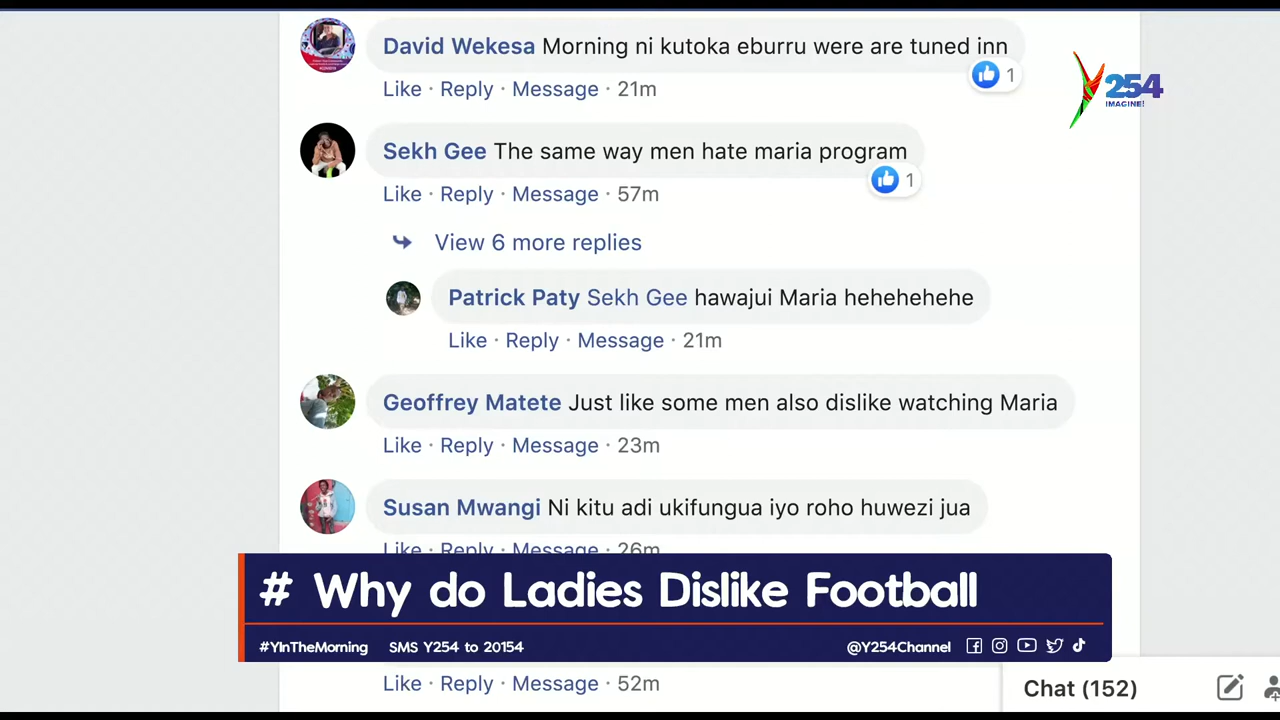 David Wekesa Morning ni kutoka eburru were are tuned inn
1
Like · Reply · Message · 21m
254
IMAGINE!
Sekh Gee The same way men hate maria program
1
Like · Reply · Message · 57m
View 6 more replies
Patrick Paty Sekh Gee hawajui Maria hehehehehe
Like · Reply · Message · 21m
Geoffrey Matete Just like some men also dislike watching Maria
Like · Reply · Message · 23m
Susan Mwangi Ni kitu adi ukifungua iyo roho huwezi jua
Like · Reply · Message · 26m
# Why do Ladies Dislike Football
#YInTheMorning SMS Y254 to 20154 @Y254Channel
Like · Reply · Message · 52m
Chat (152)